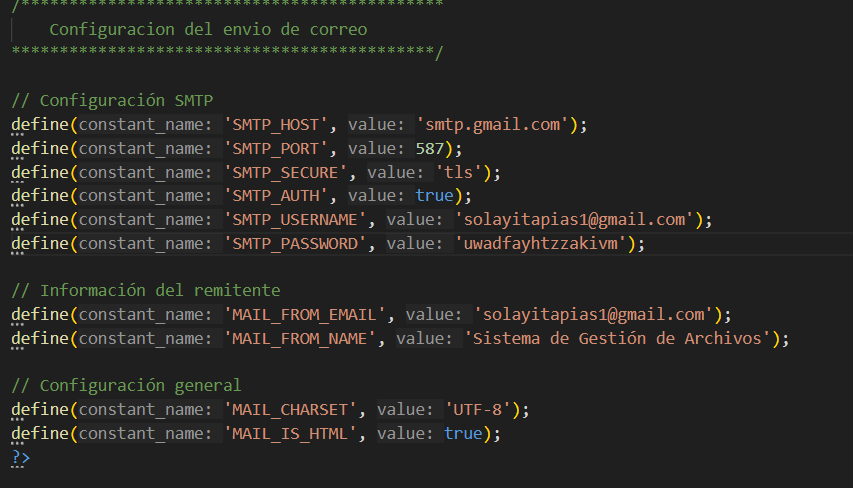 /********************************************
Configuracion del envio de correo
********************************************/
// Configuración SMTP
define(constant_name: 'SMTP_HOST', value: 'smtp.gmail.com');
define(constant_name: 'SMTP_PORT', value: 587);
define(constant_name: 'SMTP_SECURE', value: 'tls');
define(constant_name: 'SMTP_AUTH', value: true);
define(constant_name: 'SMTP_USERNAME', value: 'solayitapias1@gmail.com');
define(constant_name: 'SMTP_PASSWORD', value: 'uwadfayhtzzakivm');
// Información del remitente
define(constant_name: 'MAIL_FROM_EMAIL', value: 'solayitapias1@gmail.com');
define(constant_name: 'MAIL_FROM_NAME', value: 'Sistema de Gestión de Archivos');
// Configuración general
define(constant_name: 'MAIL_CHARSET', value: 'UTF-8');
define(constant_name: 'MAIL_IS_HTML', value: true);
?>